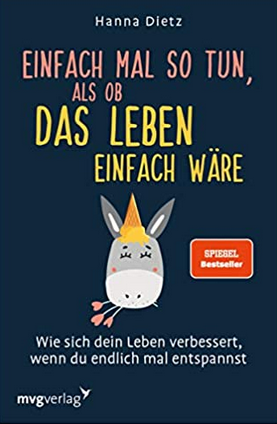 Hanna Dietz
EINFACH MAL SO TUN,
ALS OB
DAS LEBEN
EINFACH WÄRE
SPIEGEL
Bestseller
Wie sich dein Leben verbessert,
wenn du endlich mal entspannst
mvgverlag